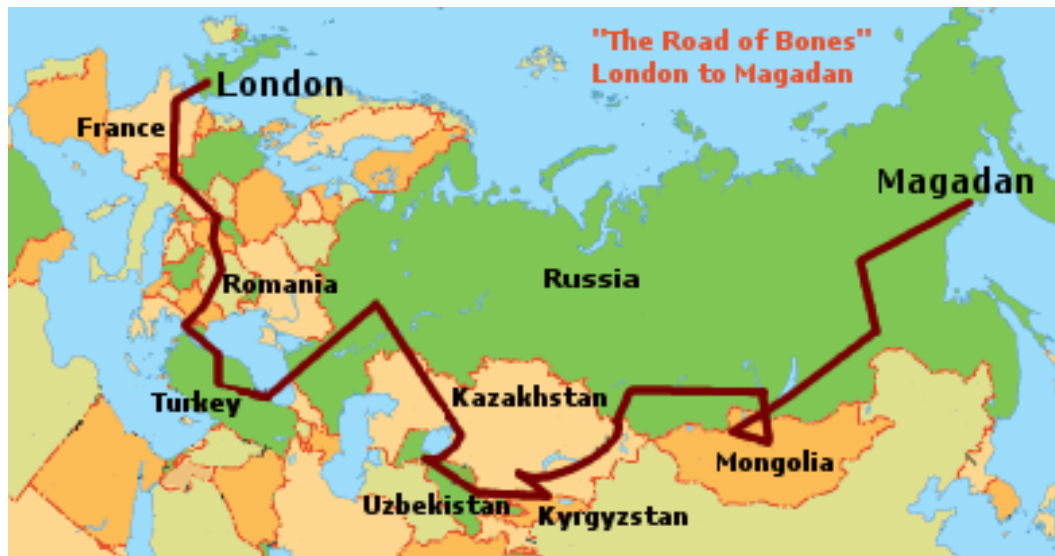 "The Road of Bones"
London to Magadan
London
France
Magadan
Russia
Romania
Kazakhstan
Turkey
Mongolia
Uzbekistan
Kyrgyzstan